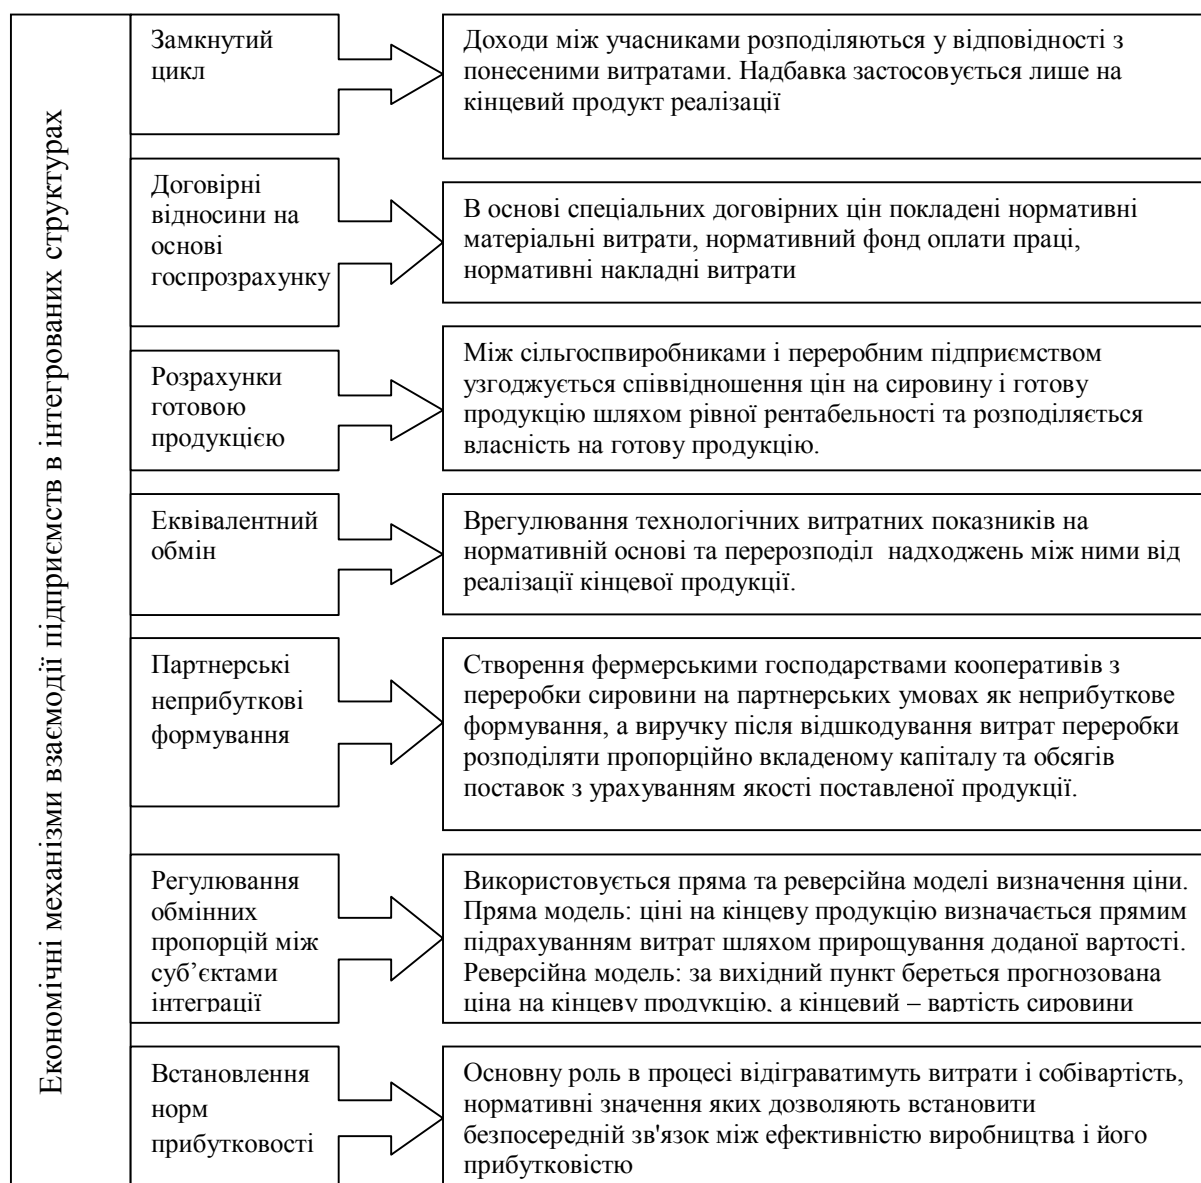 Економічні механізми взаємодії підприємств в інтегрованих структурах
Замкнутий
цикл
Доходи між учасниками розподіляються у відповідності з
понесеними витратами. Надбавка застосовується лише на
кінцевий продукт реалізації
Договірні
відносини на
основі
госпрозрахунку
В основі спеціальних договірних цін покладені нормативні
матеріальні витрати, нормативний фонд оплати праці,
нормативні накладні витрати
Розрахунки
готовою
продукцією
Між сільгоспвиробниками і переробним підприємством
узгоджується співвідношення цін на сировину і готову
продукцію шляхом рівної рентабельності та розподіляється
власність на готову продукцію.
Еквівалентний
обмін
Врегулювання технологічних витратних показників на
нормативній основі та перерозподіл надходжень між ними від
реалізації кінцевої продукції.
Партнерські
неприбуткові
формування
Створення фермерськими господарствами кооперативів з
переробки сировини на партнерських умовах як неприбуткове
формування, а виручку після відшкодування витрат переробки
розподіляти пропорційно вкладеному капіталу та обсягів
поставок з урахуванням якості поставленої продукції.
Регулювання
обмінних
пропорцій між
суб’єктами
інтеграції
Використовується пряма та реверсійна моделі визначення ціни.
Пряма модель: ціні на кінцеву продукцію визначається прямим
підрахуванням витрат шляхом прирощування доданої вартості.
Реверсійна модель: за вихідний пункт береться прогнозована
ціна на кінцеву продукцію, а кінцевий – вартість сировини
Встановлення
норм
прибутковості
Основну роль в процесі відіграватимуть витрати і собівартість,
нормативні значення яких дозволяють встановити
безпосередній зв'язок між ефективністю виробництва і його
прибутковістю